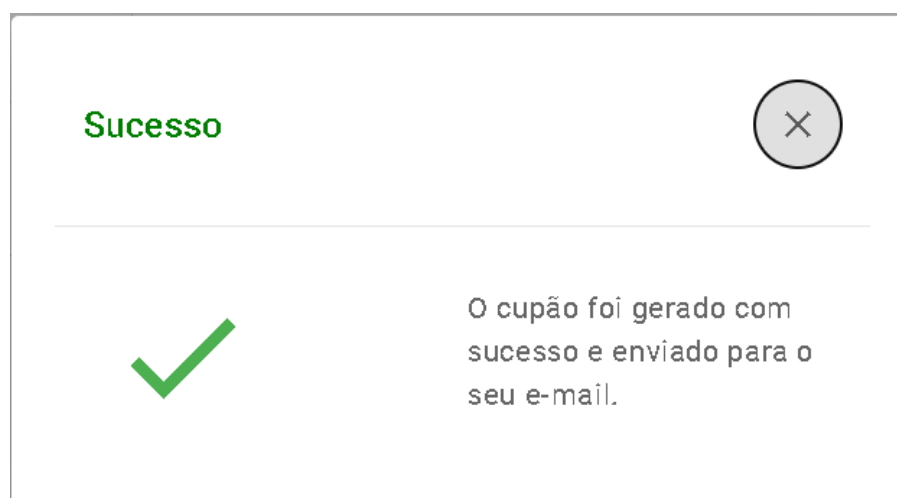 Sucesso
O cupão foi gerado com
sucesso e enviado para o
seu e-mail.